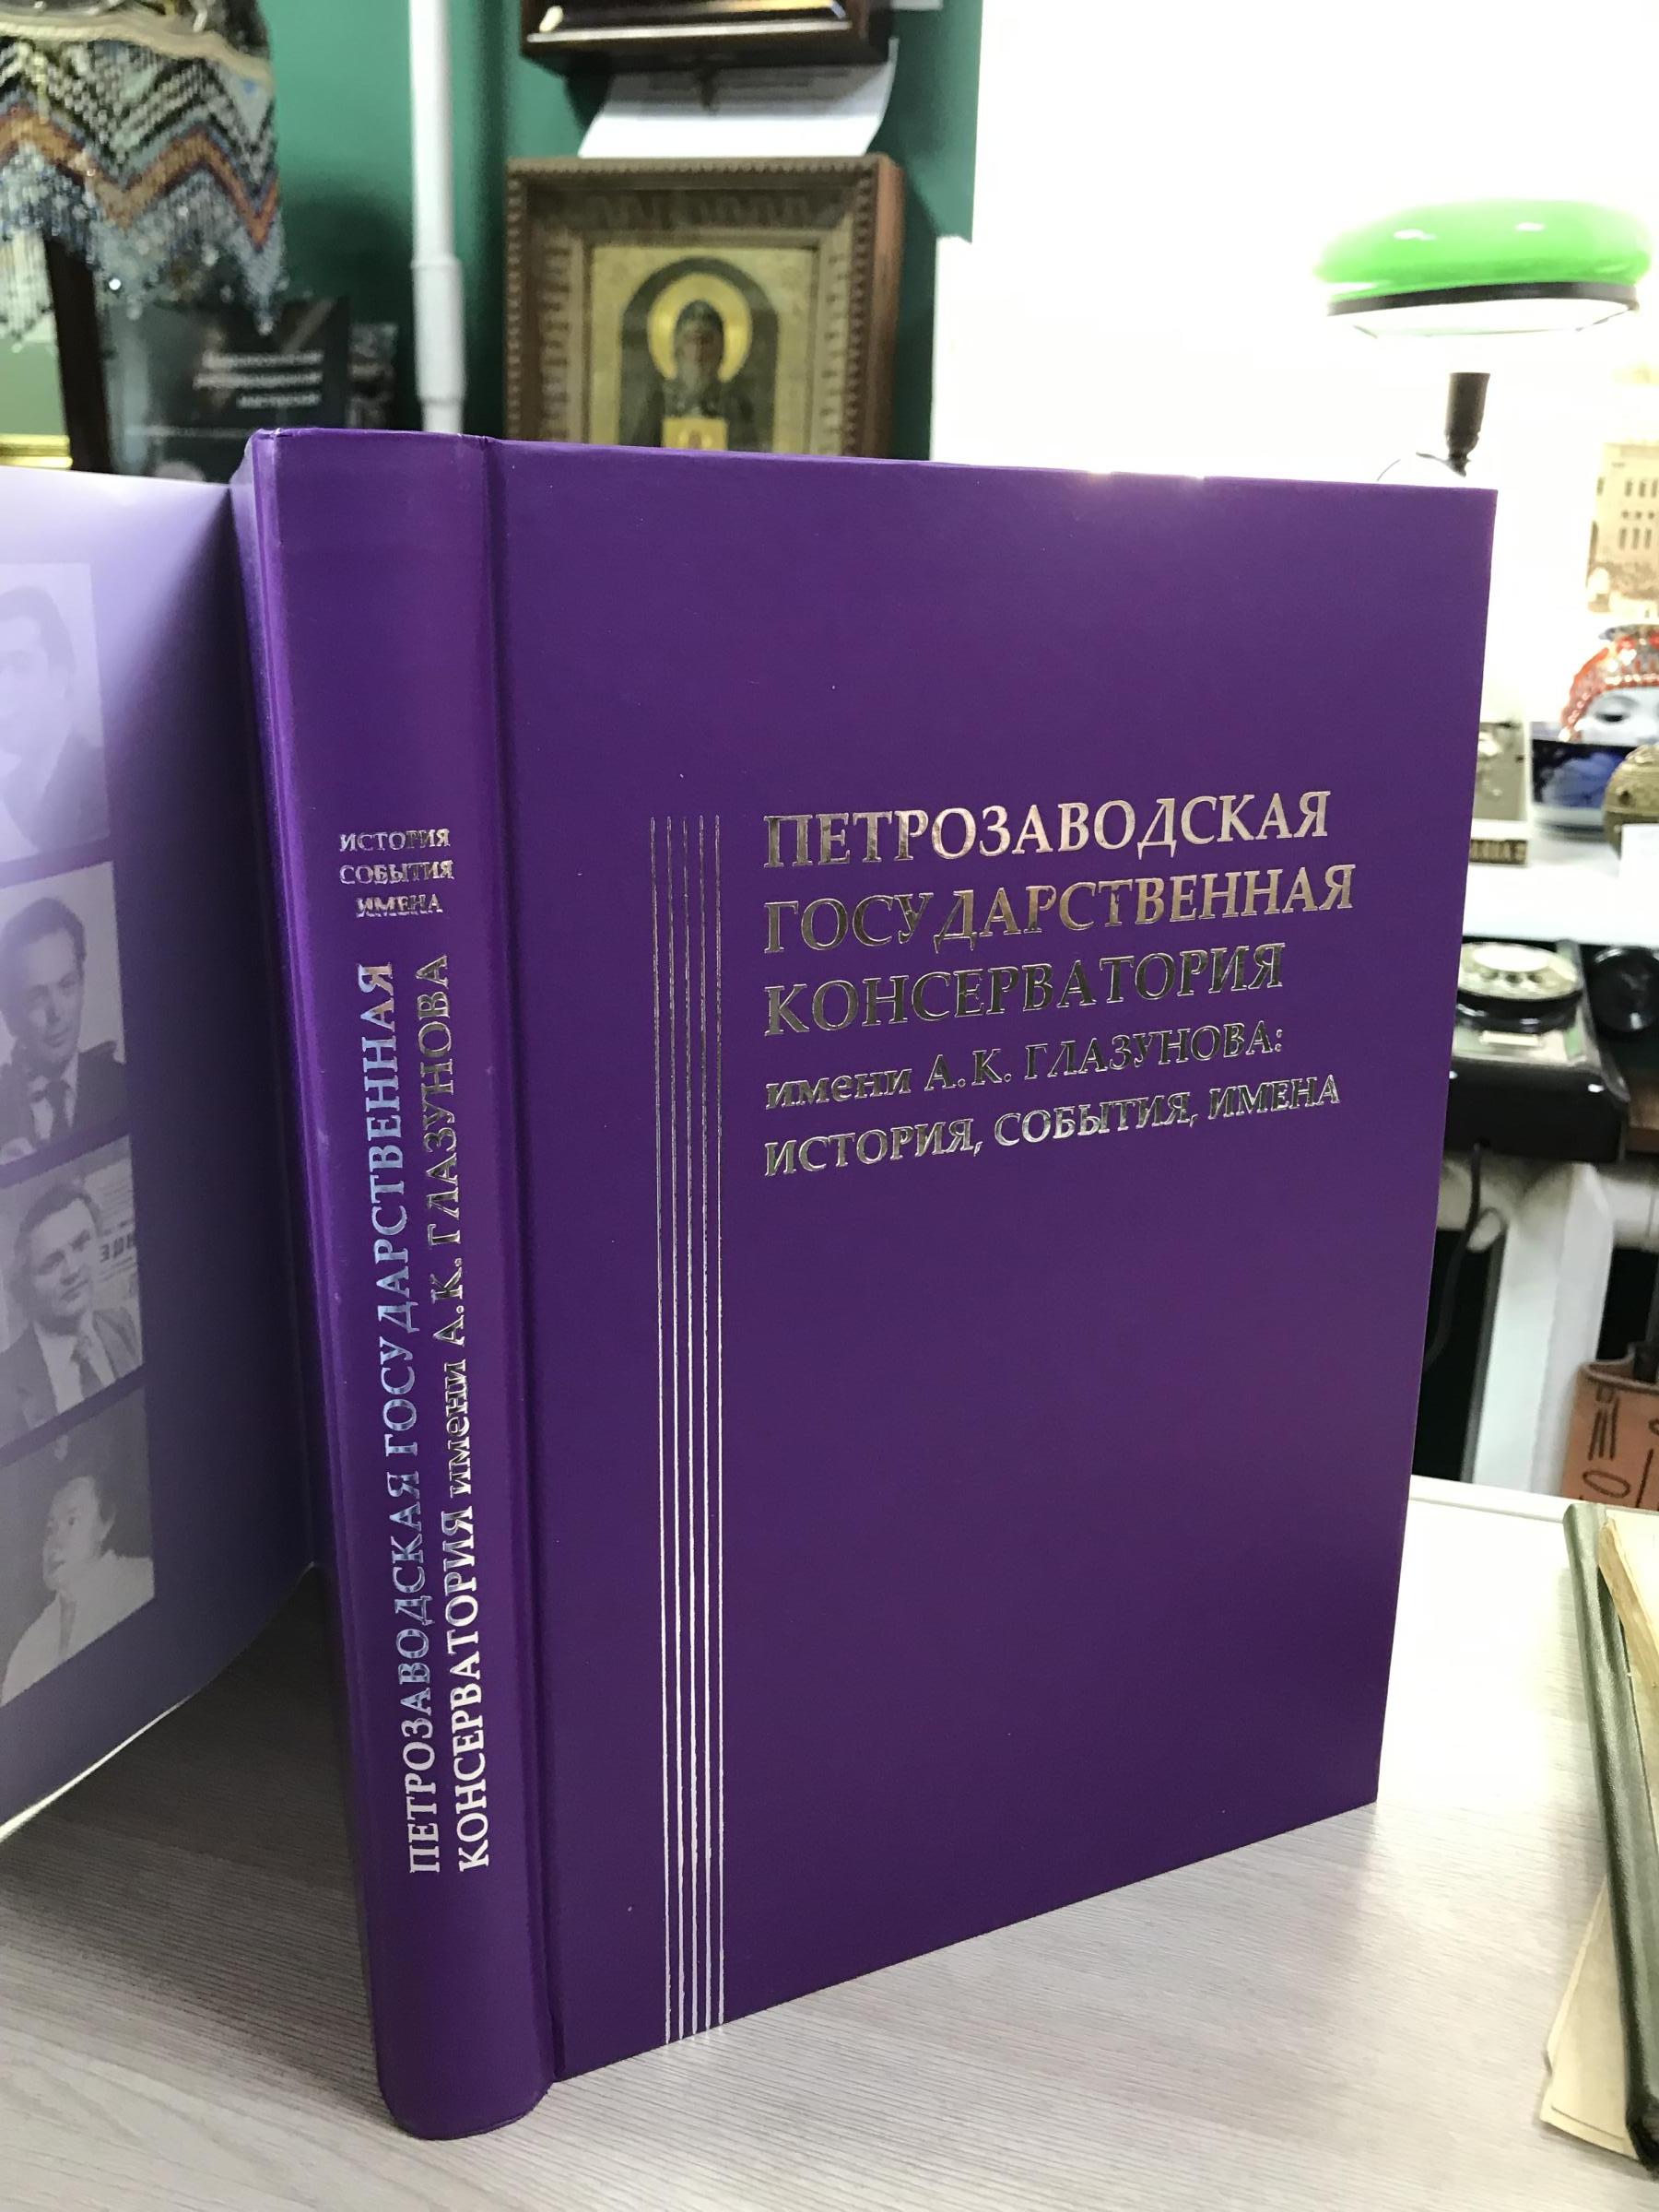 ИСТОРИЯ
СОБЫТИЯ
ИМЕНА
ПЕТРОЗАВОДСКАЯ ГОСУДАРСТВЕННАЯ
КОНСЕРВАТОРИЯ имени А.К. ГЛАЗУНОВА
ПЕТРОЗАВОДСКАЯ
ГОСУДАРСТВЕННАЯ
КОНСЕРВАТОРИЯ
имени А.К. ГЛАЗУНОВА:
ИСТОРИЯ, СОБЫТИЯ, ИМЕНА